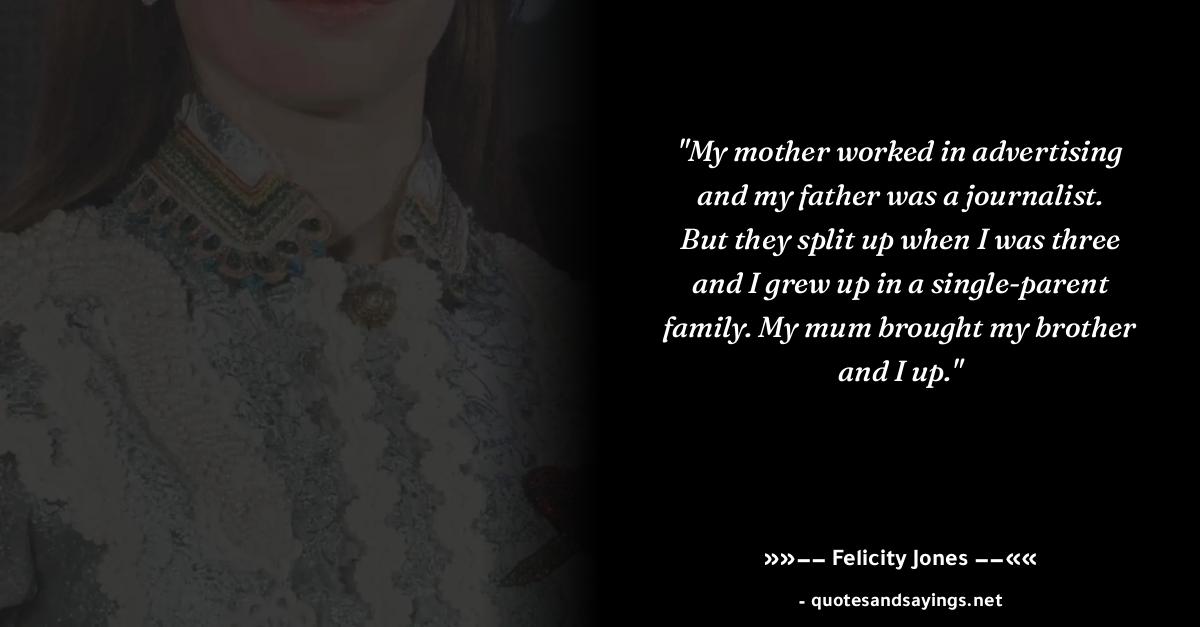 "My mother worked in advertising
and my father was a journalist.
But they split up when I was three
and I grew up in a single-parent
family. My mum brought my brother
and I up."
»»−− Felicity Jones −−««
- quotesandsayings.net